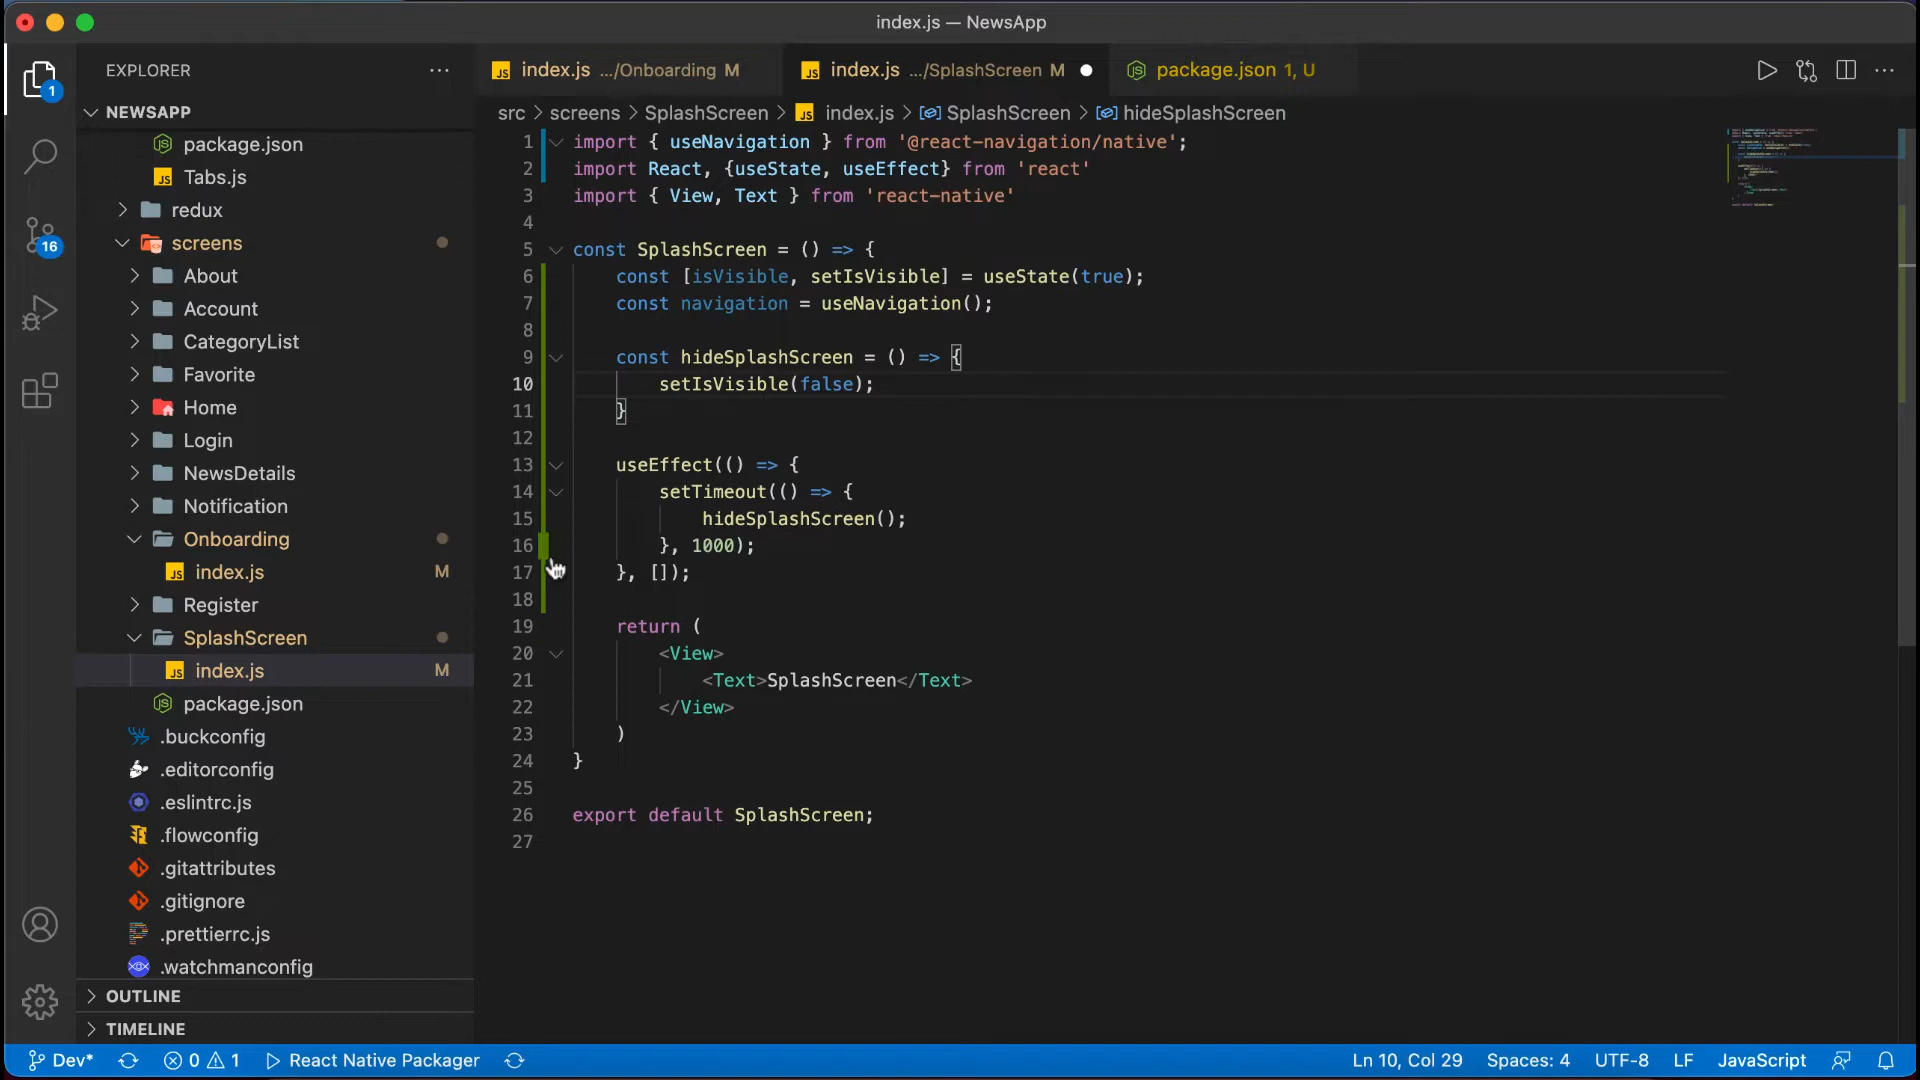 index.js — NewsApp
EXPLORER
index.js .../Onboarding M
index.js .../SplashScreen M
package.json 1, U
NEWSAPP
src > screens > SplashScreen > index.js > SplashScreen > hideSplashScreen
package.json
Tabs.js
redux
screens
About
Account
CategoryList
Favorite
Home
Login
NewsDetails
Notification
Onboarding
index.js M
Register
SplashScreen
index.js M
package.json
.buckconfig
.editorconfig
.eslintrc.js
.flowconfig
.gitattributes
.gitignore
.prettierrc.js
.watchmanconfig
OUTLINE
TIMELINE
1
16
1 import { useNavigation } from '@react-navigation/native';
2 import React, {useState, useEffect} from 'react'
3 import { View, Text } from 'react-native'
4
5 const SplashScreen = () => {
6 const [isVisible, setIsVisible] = useState(true);
7 const navigation = useNavigation();
8
9 const hideSplashScreen = () => {
10 setIsVisible(false);
11 }
12
13 useEffect(() => {
14 setTimeout(() => {
15 hideSplashScreen();
16 }, 1000);
17 }, []);
18
19 return (
20 <View>
21 <Text>SplashScreen</Text>
22 </View>
23 )
24 }
25
26 export default SplashScreen;
27
Dev* 0 1 React Native Packager Ln 10, Col 29 Spaces: 4 UTF-8 LF JavaScript